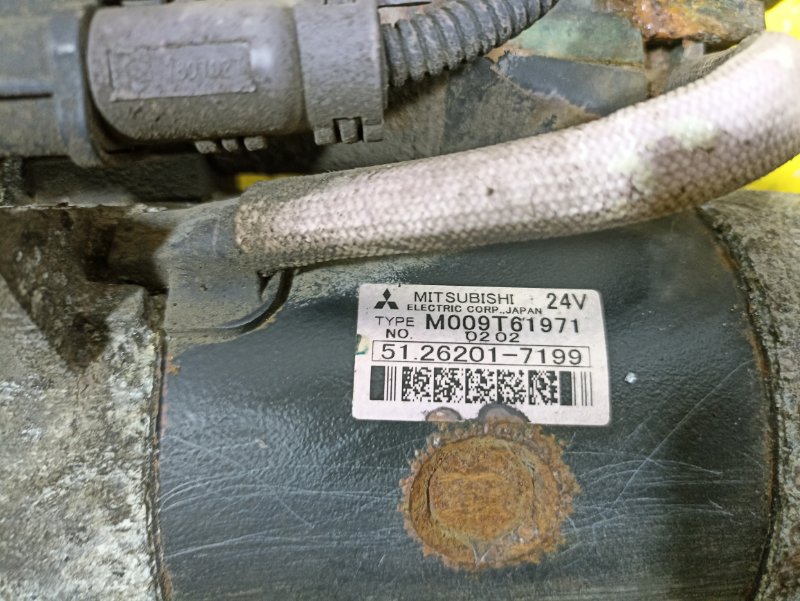 MITSUBISHI 24V
ELECTRIC CORP., JAPAN
TYPE M009T61971
NO. 0202
51.26201-7199